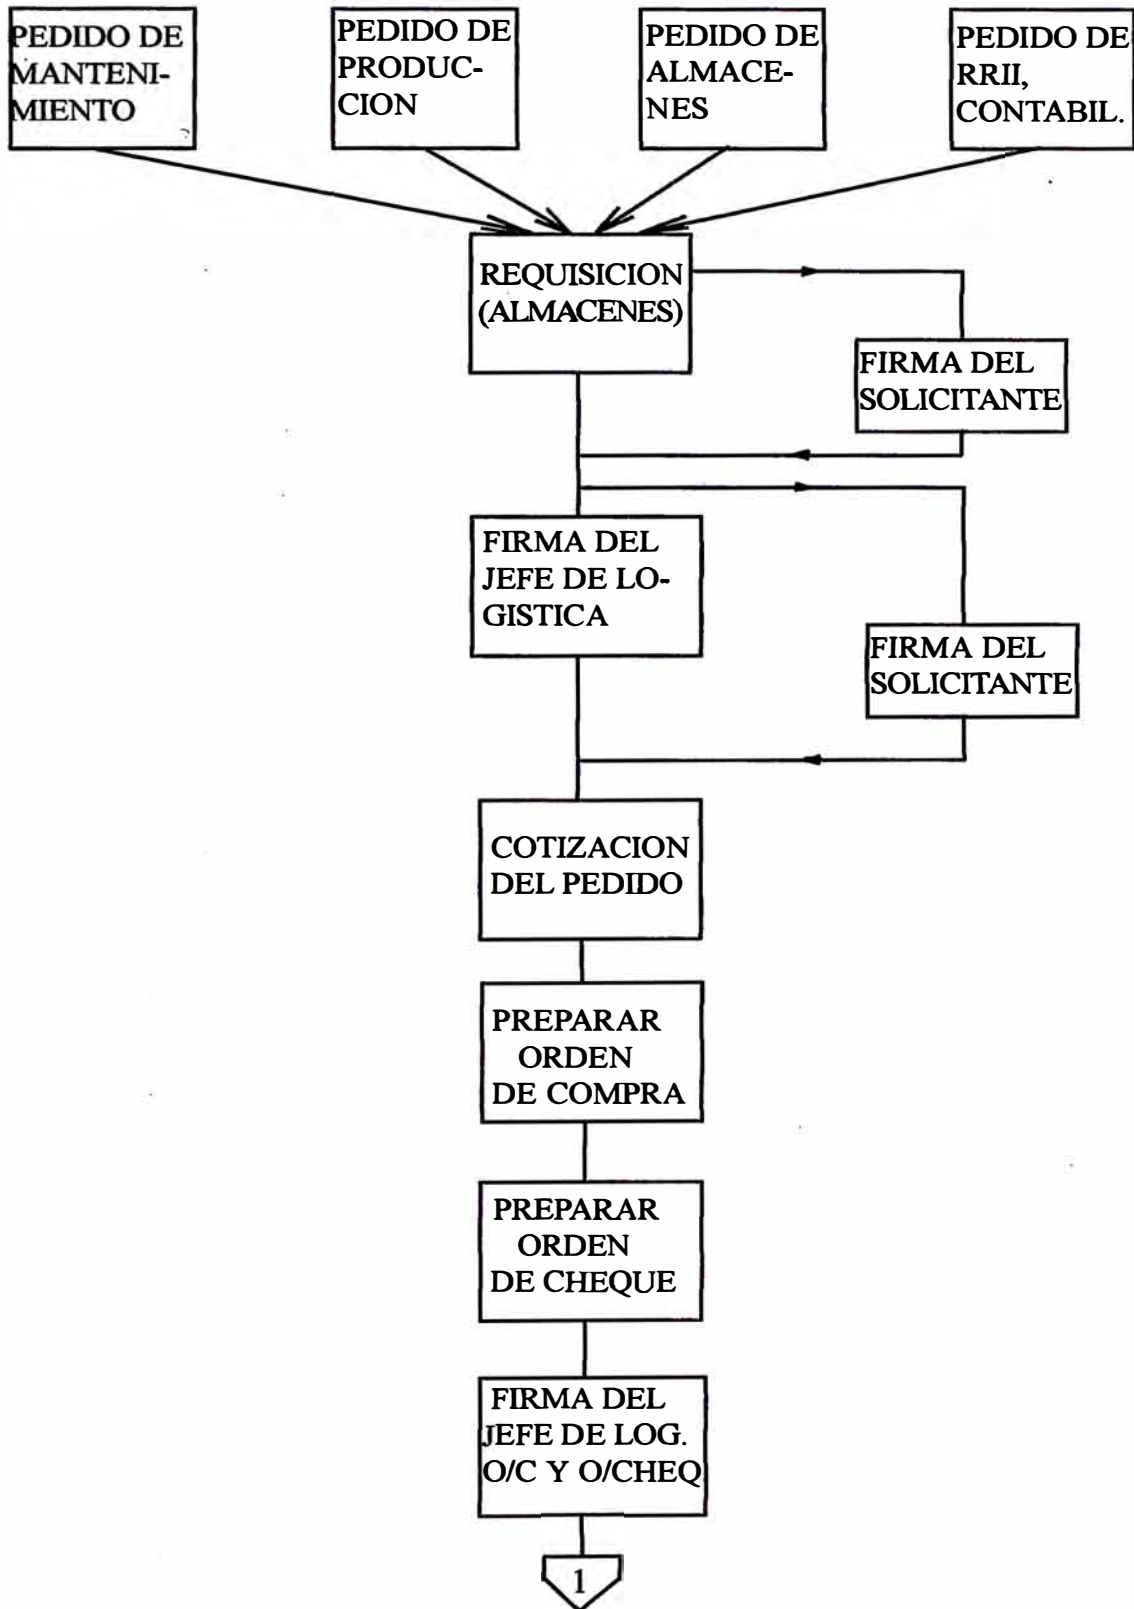 PEDIDO DE
MANTENI-
MIENTO
PEDIDO DE
PRODUC-
CION
PEDIDO DE
ALMACE-
NES
PEDIDO DE
RRII,
CONTABIL.
REQUISICION
(ALMACENES)
FIRMA DEL
SOLICITANTE
FIRMA DEL
JEFE DE LO-
GISTICA
FIRMA DEL
SOLICITANTE
COTIZACION
DEL PEDIDO
PREPARAR
ORDEN
DE COMPRA
PREPARAR
ORDEN
DE CHEQUE
FIRMA DEL
JEFE DE LOG.
O/C Y O/CHEQ
1